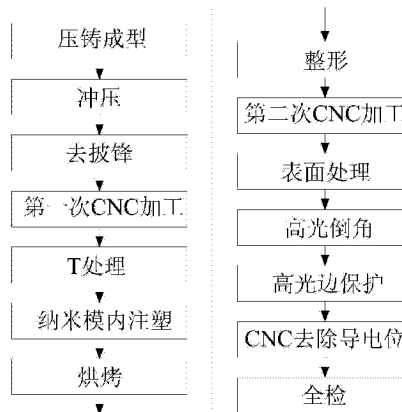 压铸成型
冲压
去披锋
第一次CNC加工
T处理
纳米模内注塑
烘烤
整形
第二次CNC加工
表面处理
高光倒角
高光边保护
CNC去除导电位
全检